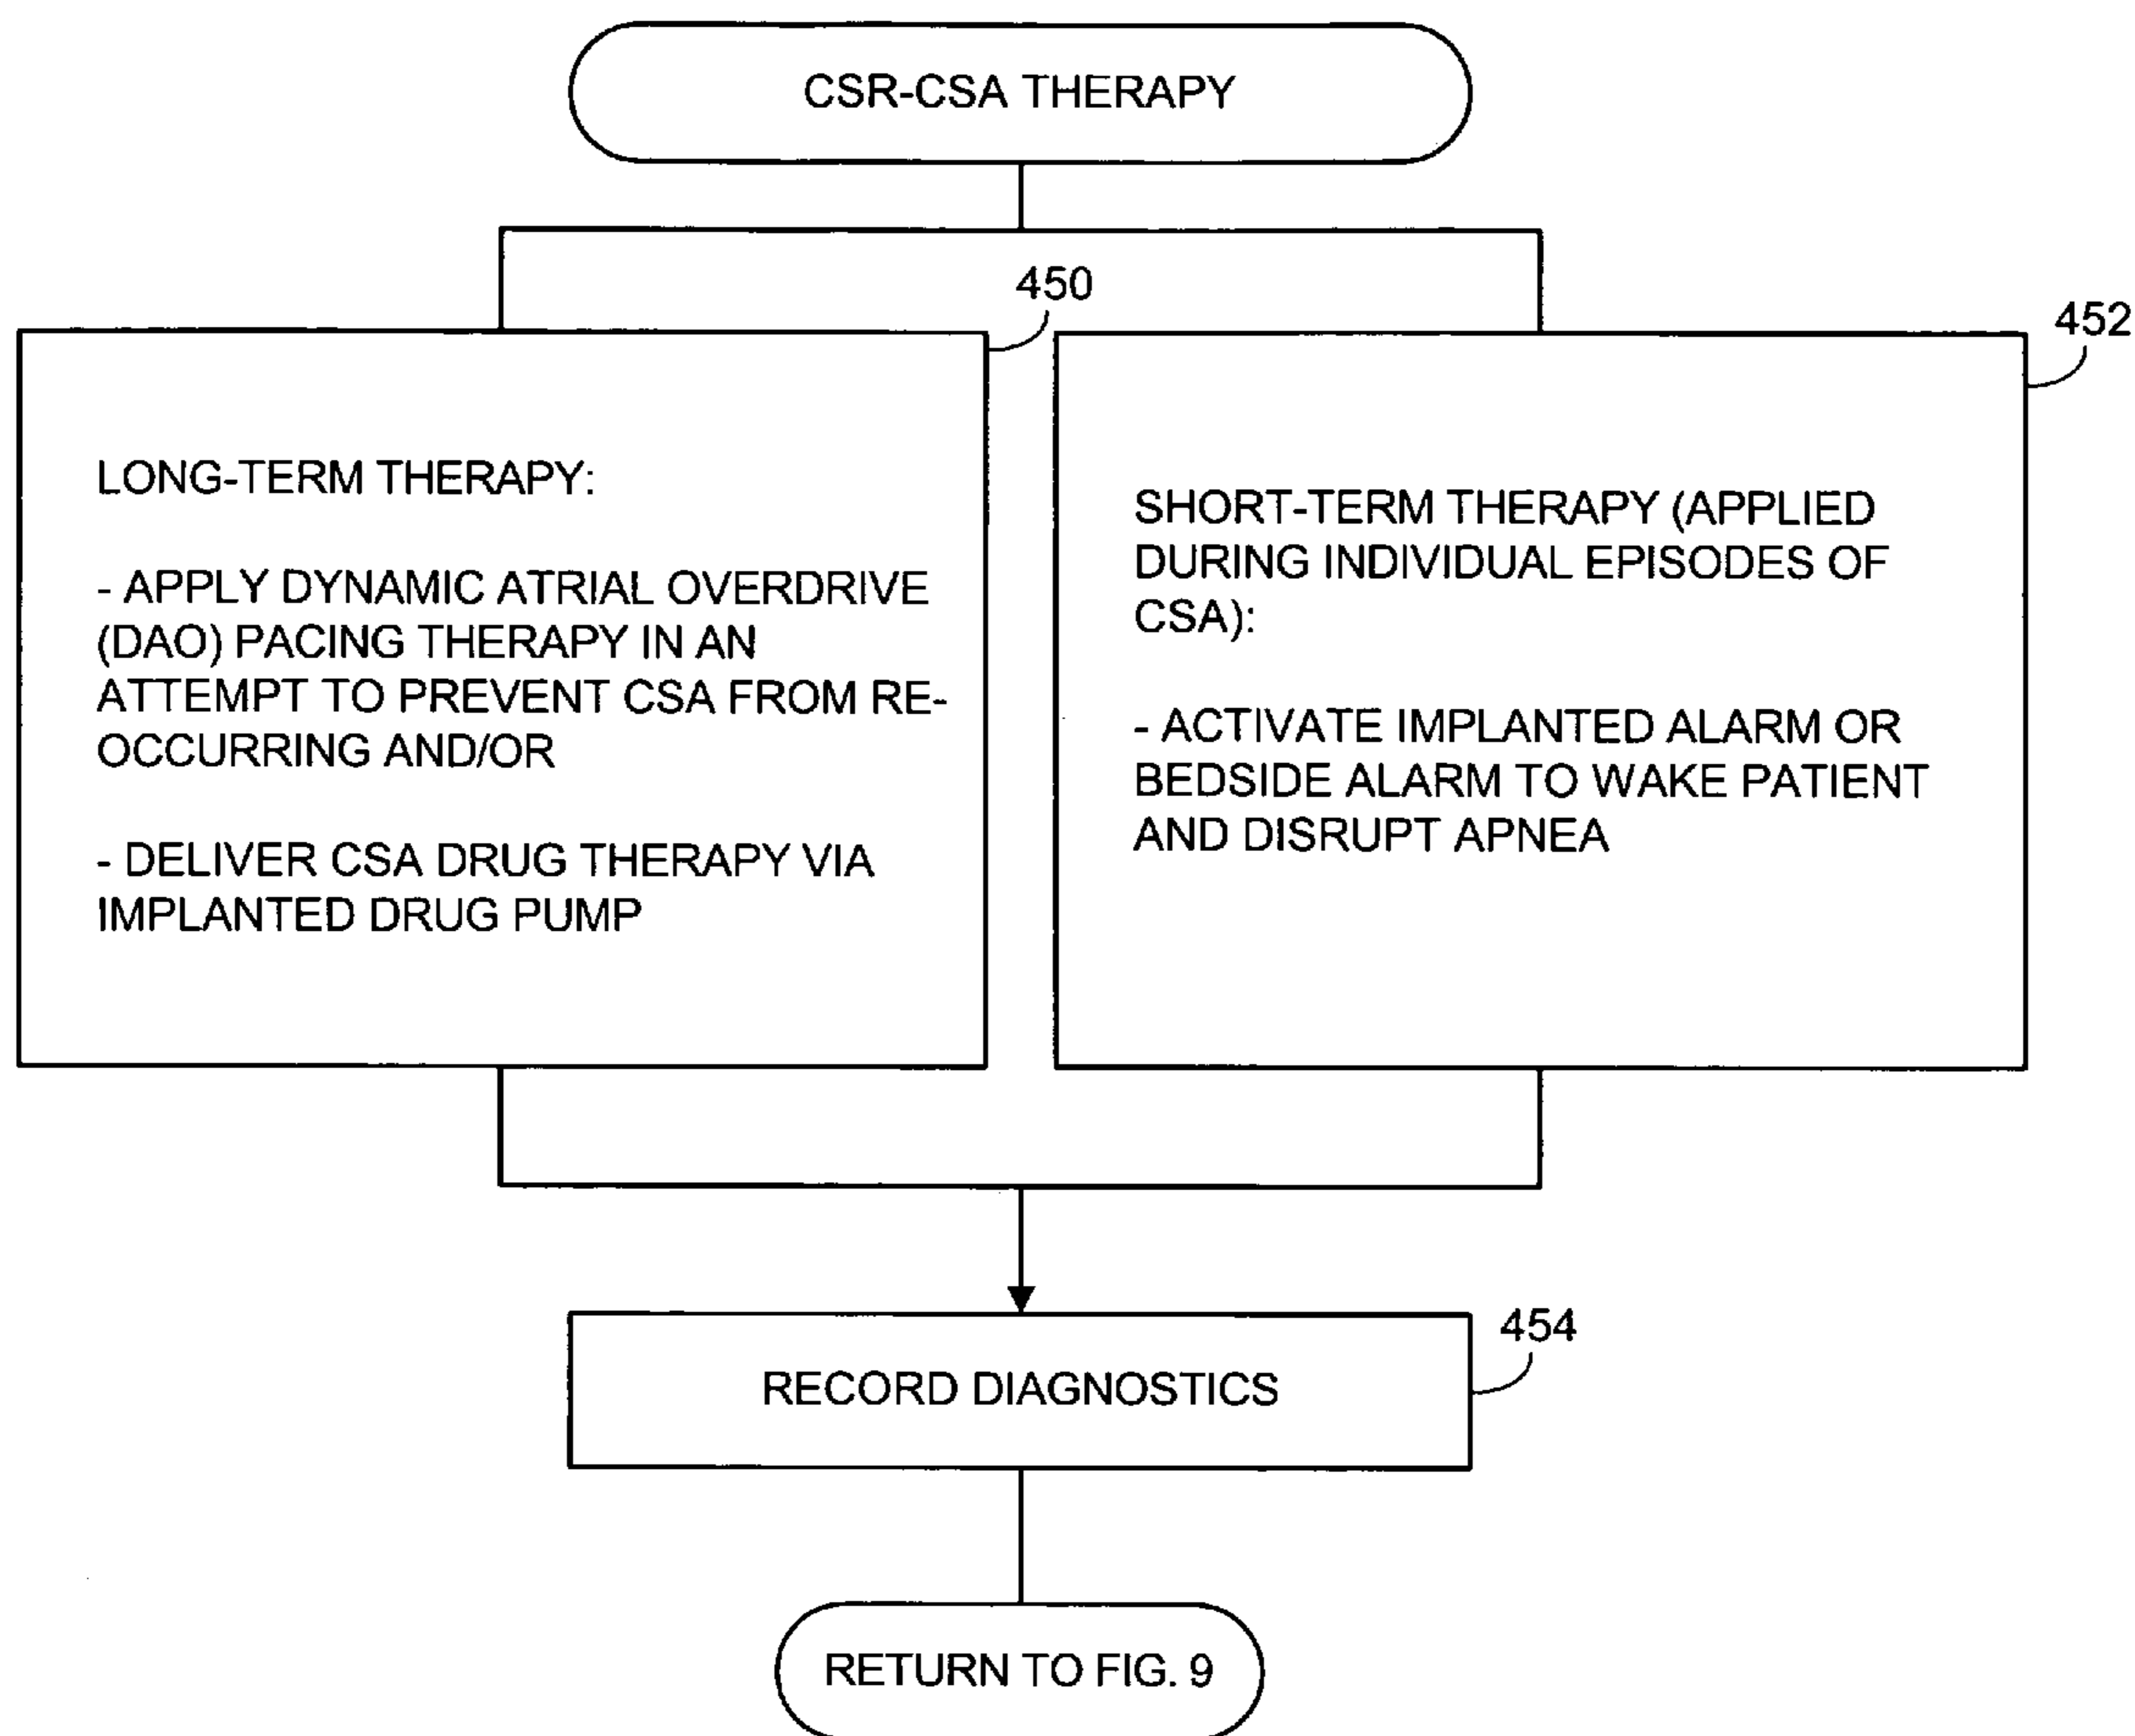 CSR-CSA THERAPY
450
452
LONG-TERM THERAPY:
- APPLY DYNAMIC ATRIAL OVERDRIVE
(DAO) PACING THERAPY IN AN
ATTEMPT TO PREVENT CSA FROM RE-
OCCURRING AND/OR
- DELIVER CSA DRUG THERAPY VIA
IMPLANTED DRUG PUMP
SHORT-TERM THERAPY (APPLIED
DURING INDIVIDUAL EPISODES OF
CSA):
- ACTIVATE IMPLANTED ALARM OR
BEDSIDE ALARM TO WAKE PATIENT
AND DISRUPT APNEA
454
RECORD DIAGNOSTICS
RETURN TO FIG. 9